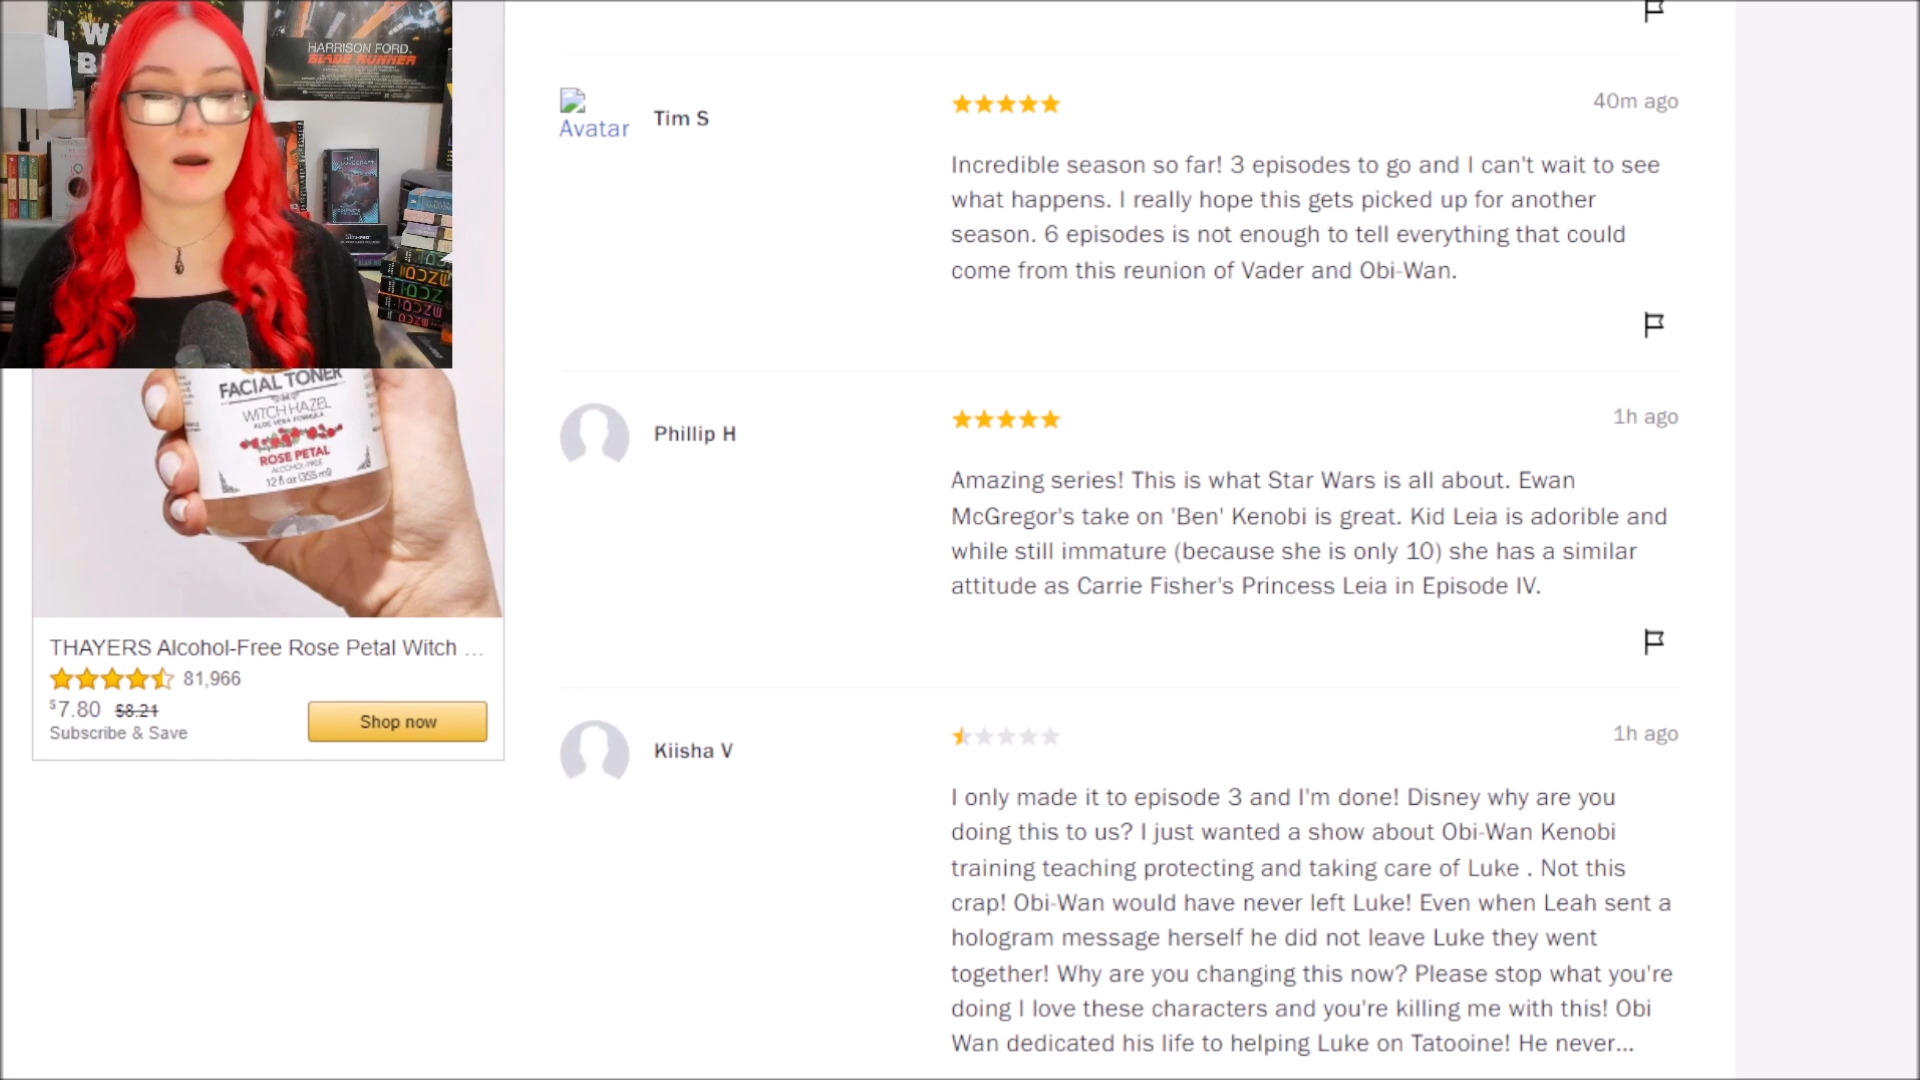 HARRISON FORD.
BLADE RUNNER
Tim S
40m ago
Avatar
Incredible season so far! 3 episodes to go and I can't wait to see
what happens. I really hope this gets picked up for another
season. 6 episodes is not enough to tell everything that could
come from this reunion of Vader and Obi-Wan.
FACIAL TONER
WITCH HAZEL
ALOE VERA FORMULA
ROSE PETAL
ALCOHOL-FREE
12 fl oz (355 ml)
Phillip H
1h ago
Amazing series! This is what Star Wars is all about. Ewan
McGregor's take on 'Ben' Kenobi is great. Kid Leia is adorible and
while still immature (because she is only 10) she has a similar
attitude as Carrie Fisher's Princess Leia in Episode IV.
THAYERS Alcohol-Free Rose Petal Witch ...
81,966
$7.80 $8.21
Subscribe & Save
Shop now
Kiisha V
1h ago
I only made it to episode 3 and I'm done! Disney why are you
doing this to us? I just wanted a show about Obi-Wan Kenobi
training teaching protecting and taking care of Luke . Not this
crap! Obi-Wan would have never left Luke! Even when Leah sent a
hologram message herself he did not leave Luke they went
together! Why are you changing this now? Please stop what you're
doing I love these characters and you're killing me with this! Obi
Wan dedicated his life to helping Luke on Tatooine! He never...